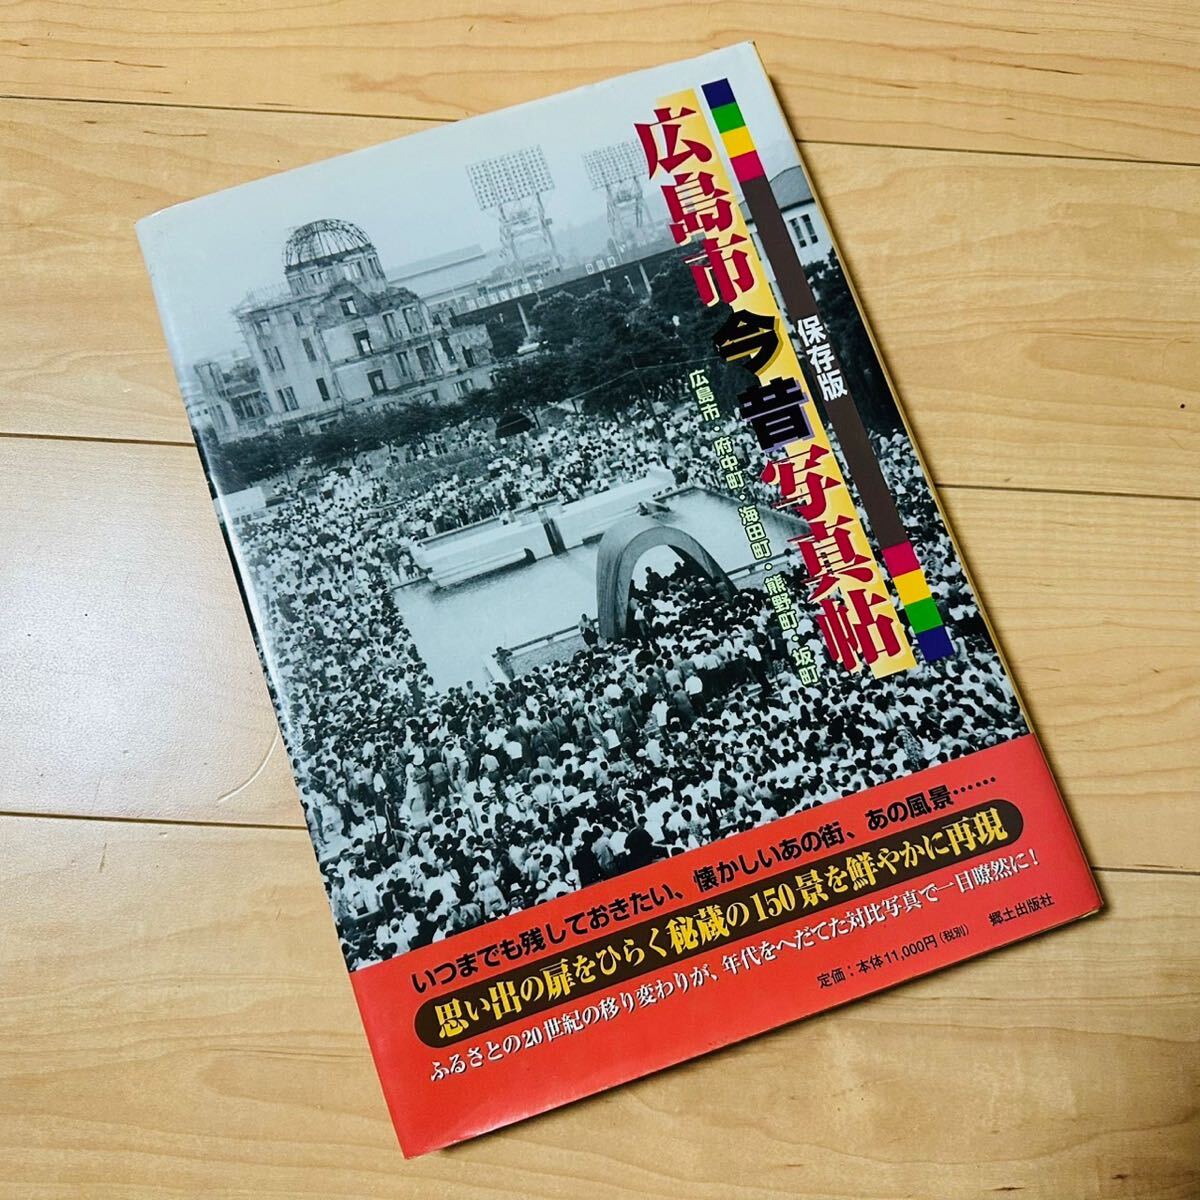 保存版
広島市今昔写真帖
広島市・府中町・海田町・熊野町・坂町
いつまでも残しておきたい、懐かしいあの街、あの風景……
思い出の扉をひらく秘蔵の150景を鮮やかに再現
ふるさとの20世紀の移り変わりが、年代をへだてた対比写真で一目瞭然に！
定価：本体11,000円（税別）
郷土出版社